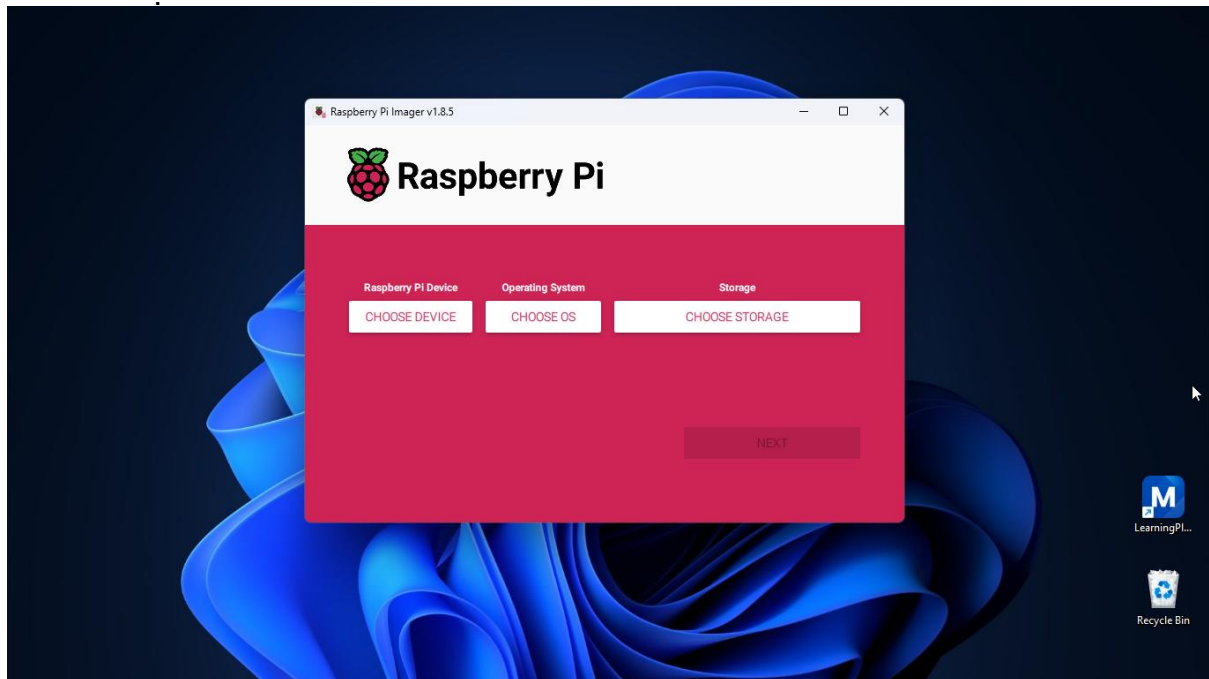 Raspberry Pi Imager v1.8.5
Raspberry Pi
Raspberry Pi Device Operating System Storage
CHOOSE DEVICE CHOOSE OS CHOOSE STORAGE
NEXT
M
LearningPl...
Recycle Bin